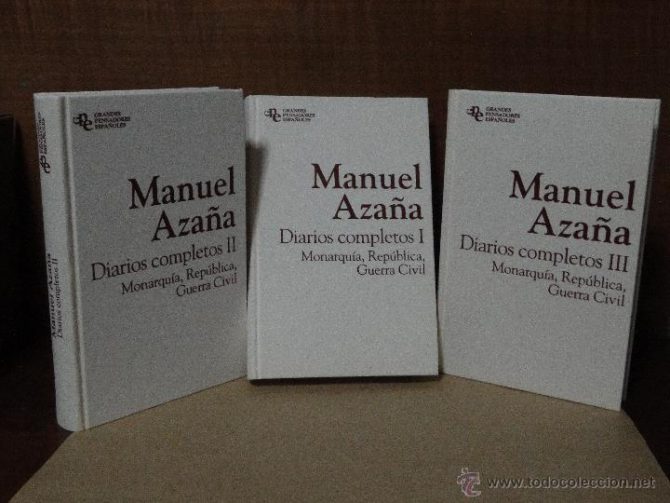 GRANDES
PENSADORES
ESPAÑOLES
Manuel
Azaña
Diarios completos II
Monarquía, República,
Guerra Civil
Manuel Azaña
Diarios completos II
GRANDES
PENSADORES
ESPAÑOLES
Manuel
Azaña
Diarios completos I
Monarquía, República,
Guerra Civil
GRANDES
PENSADORES
ESPAÑOLES
Manuel
Azaña
Diarios completos III
Monarquía, República,
Guerra Civil
www.todocoleccion.net